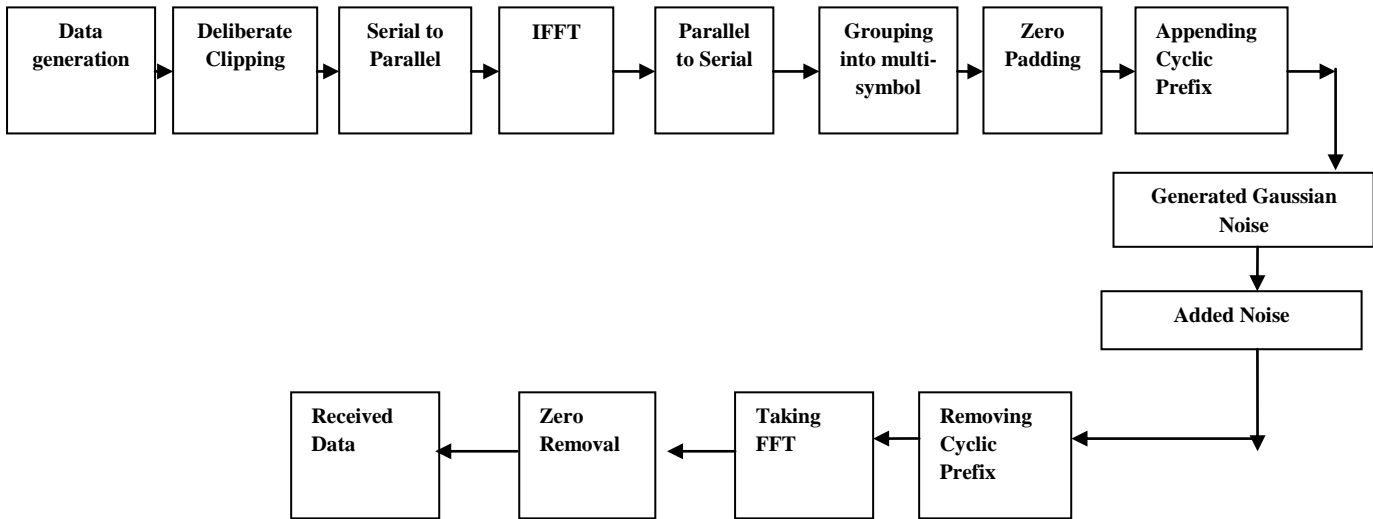 Data
generation
Deliberate
Clipping
Serial to
Parallel
IFFT
Parallel
to Serial
Grouping
into multi-
symbol
Zero
Padding
Appending
Cyclic
Prefix
Generated Gaussian
Noise
Added Noise
Received
Data
Zero
Removal
Taking
FFT
Removing
Cyclic
Prefix